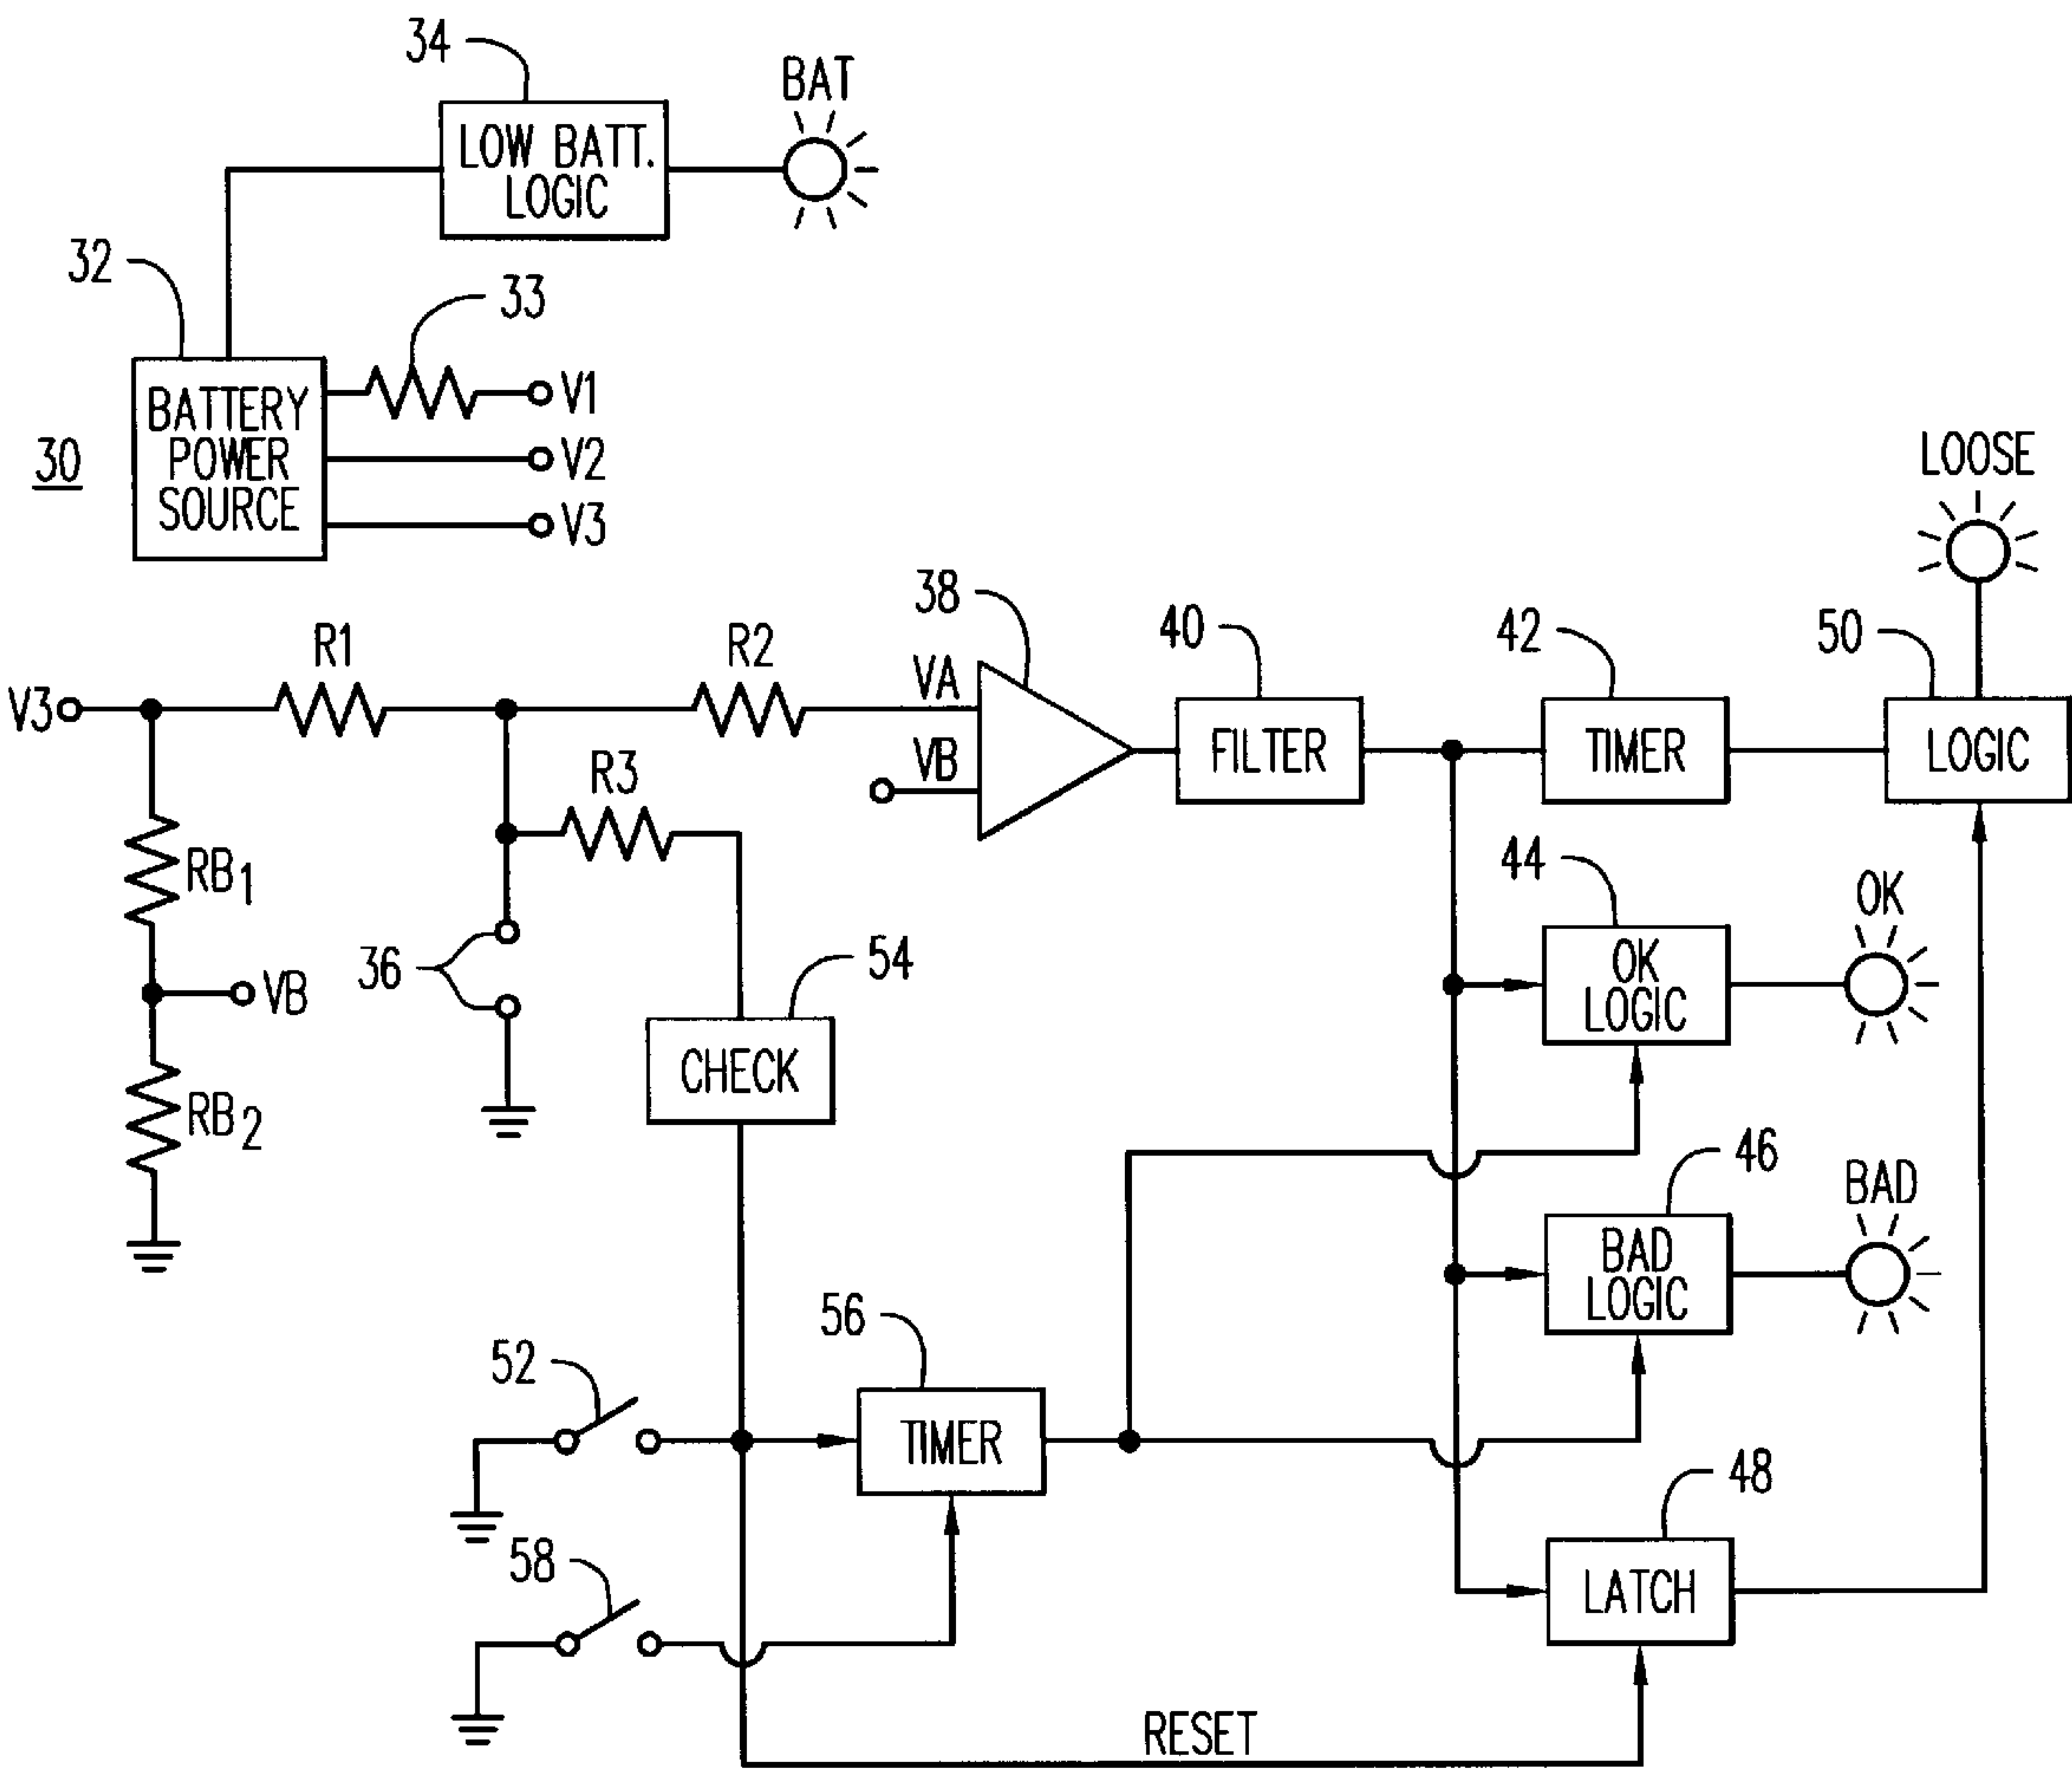 34
BAT
LOW BATT.
LOGIC
32
33
BATTERY
POWER
SOURCE
V1
V2
V3
30
LOOSE
38
40
42
50
R1
R2
VA
V3
VB
FILTER
TIMER
LOGIC
R3
RB1
44
OK
36
54
OK
LOGIC
VB
CHECK
RB2
46
BAD
BAD
LOGIC
56
52
TIMER
48
58
LATCH
RESET